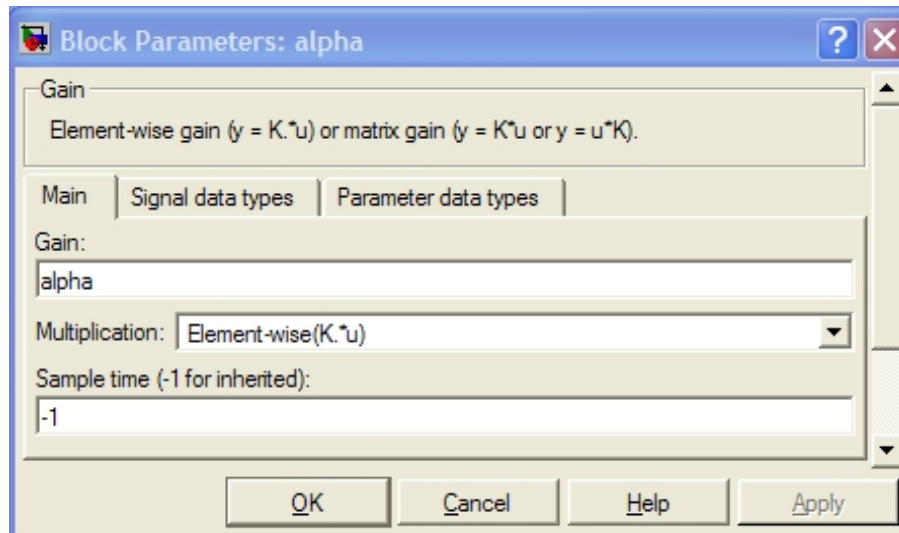 Block Parameters: alpha
Gain
Element-wise gain (y = K.*u) or matrix gain (y = K*u or y = u*K).
Main Signal data types Parameter data types
Gain:
alpha
Multiplication: Element-wise(K.*u)
Sample time (-1 for inherited):
-1
OK Cancel Help Apply